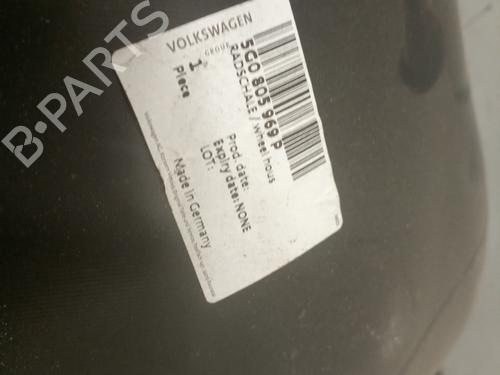 VOLKSWAGEN
GROUP
5G0 805 969 P
RADSCHALE / Wheel hous
1
Piece
Prod. date:
Expiry date: NONE
LOT:
Made in Germany
B-PARTS